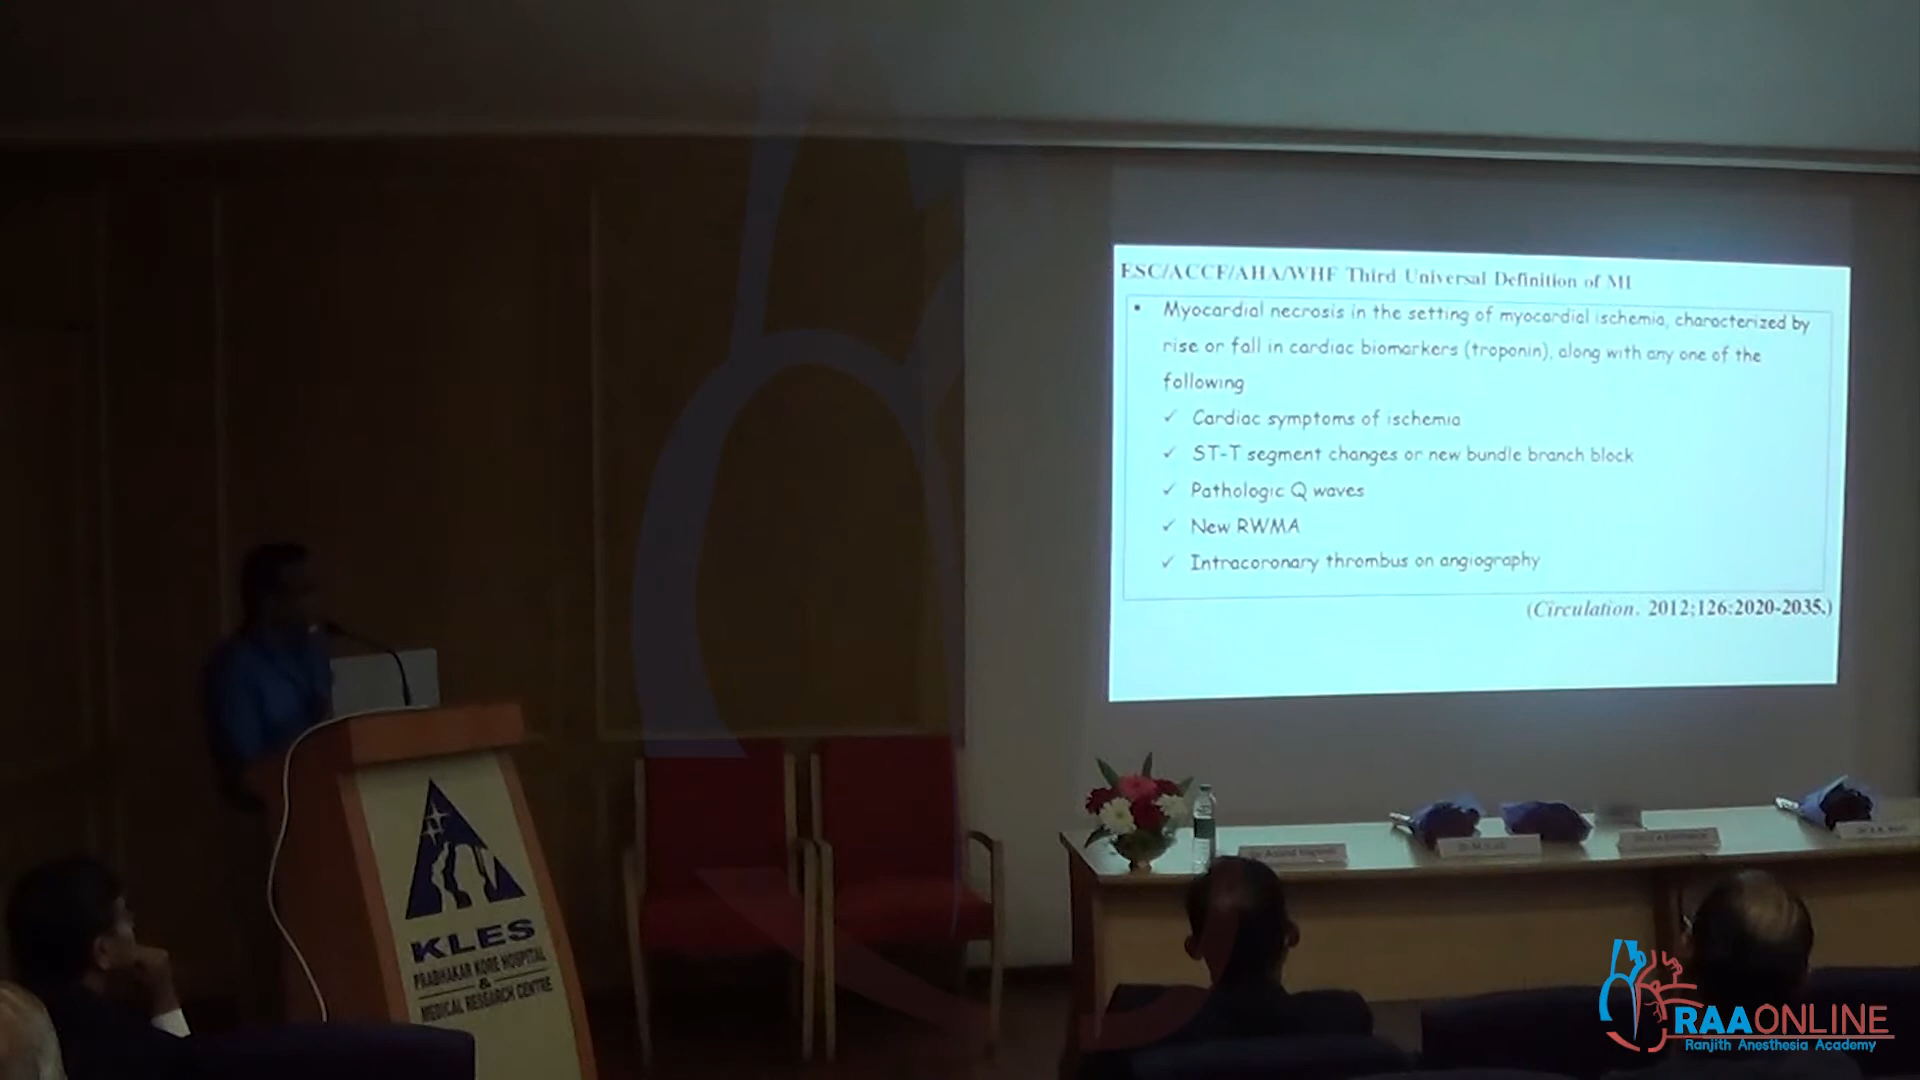 ESC/ACCF/AHA/WHF Third Universal Definition of MI
• Myocardial necrosis in the setting of myocardial ischemia, characterized by
rise or fall in cardiac biomarkers (troponin), along with any one of the
following
✓ Cardiac symptoms of ischemia
✓ ST-T segment changes or new bundle branch block
✓ Pathologic Q waves
✓ New RWMA
✓ Intracoronary thrombus on angiography
(Circulation. 2012;126:2020-2035.)
KLES
PRABHAKAR KORE HOSPITAL
&
MEDICAL RESEARCH CENTRE
RAAONLINE
Ranjith Anesthesia Academy